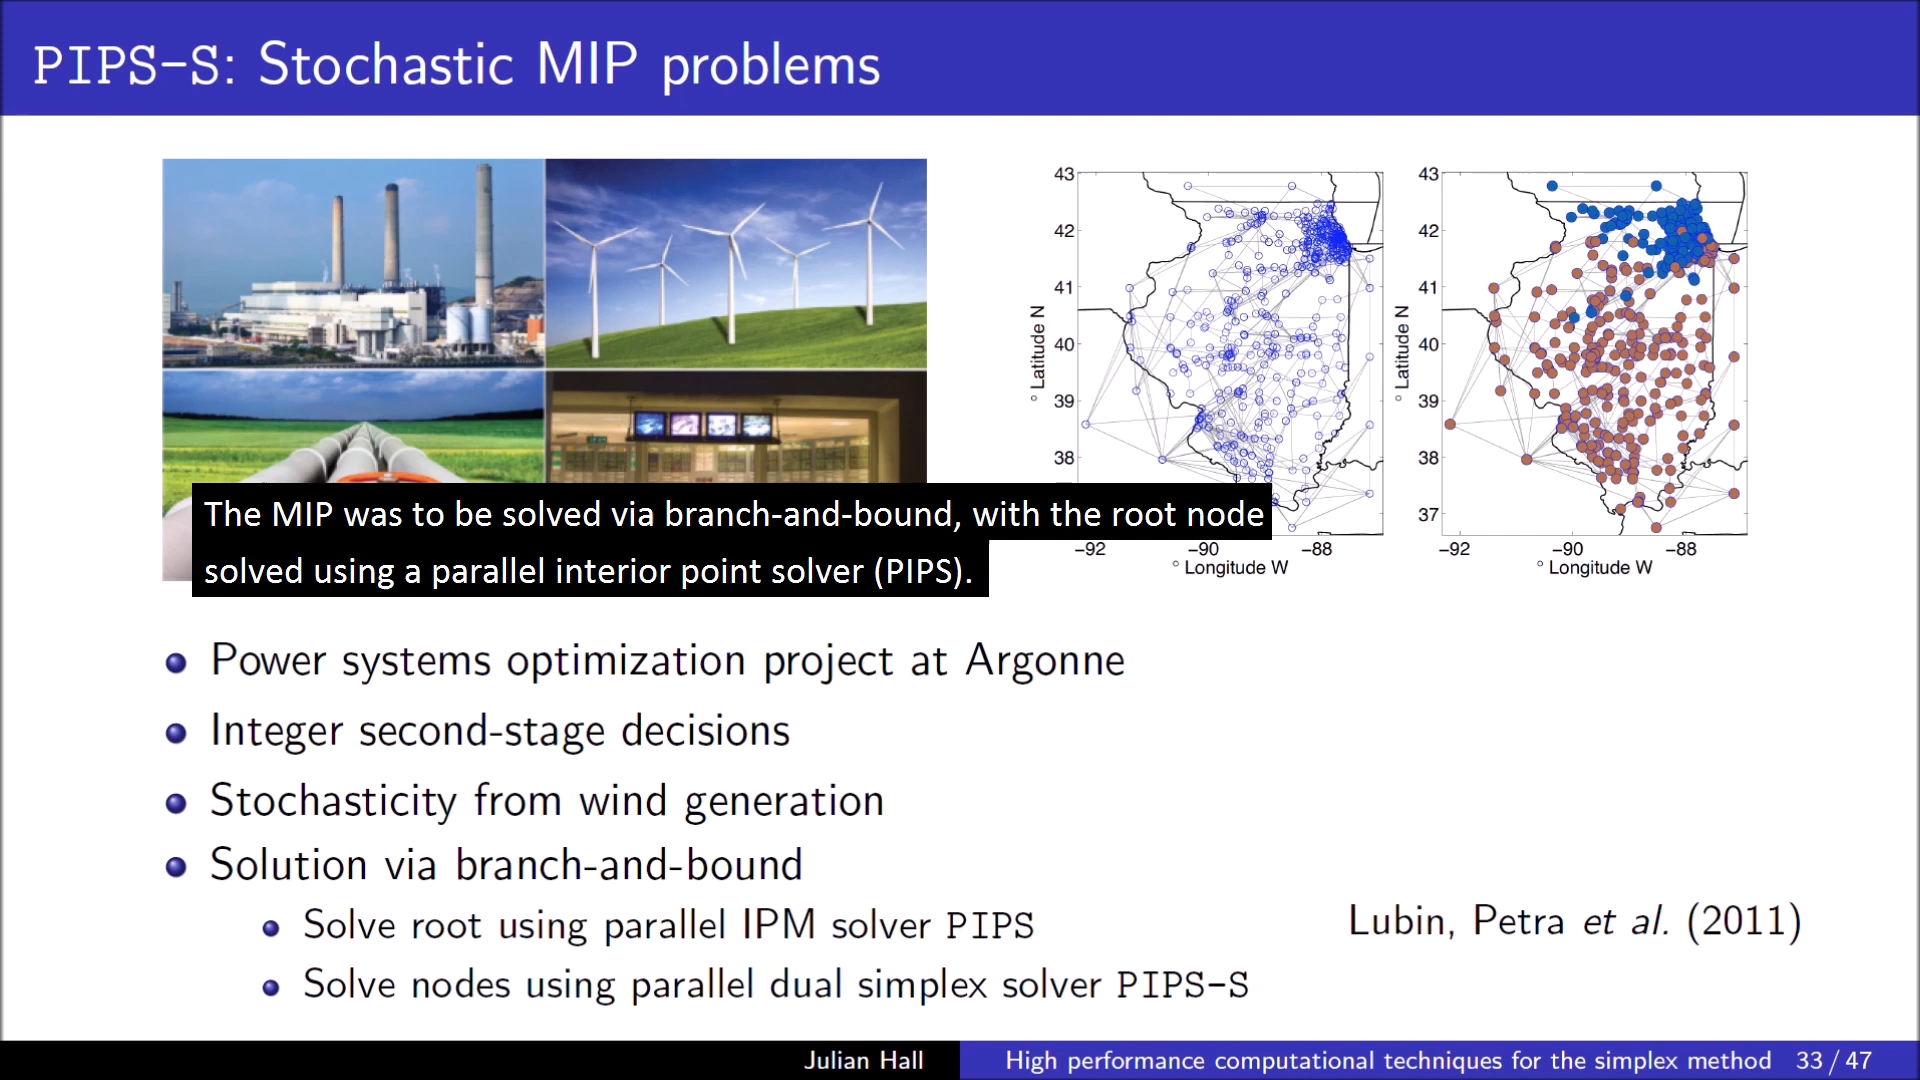 PIPS-S: Stochastic MIP problems
43
42
41
40
39
38
° Latitude N
−92
−90
−88
° Longitude W
43
42
41
40
39
38
37
° Latitude N
−92
−90
−88
° Longitude W
The MIP was to be solved via branch-and-bound, with the root node
solved using a parallel interior point solver (PIPS).
Power systems optimization project at Argonne
Integer second-stage decisions
Stochasticity from wind generation
Solution via branch-and-bound
Solve root using parallel IPM solver PIPS
Solve nodes using parallel dual simplex solver PIPS-S
Lubin, Petra et al. (2011)
Julian Hall
High performance computational techniques for the simplex method 33 / 47